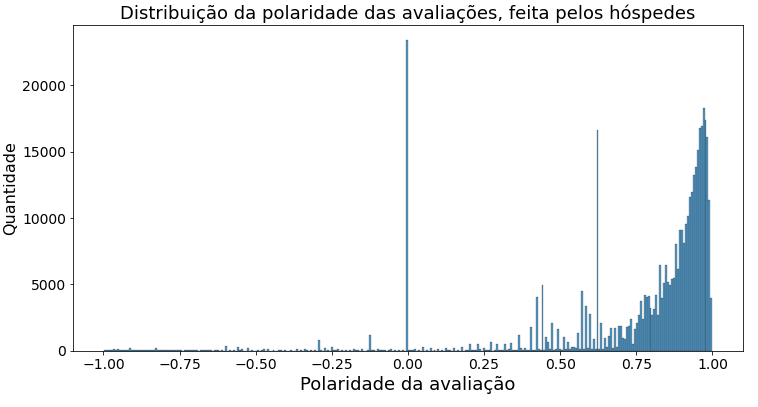 Distribuição da polaridade das avaliações, feita pelos hóspedes
Quantidade
20000
15000
10000
5000
0
−1.00 −0.75 −0.50 −0.25 0.00 0.25 0.50 0.75 1.00
Polaridade da avaliação